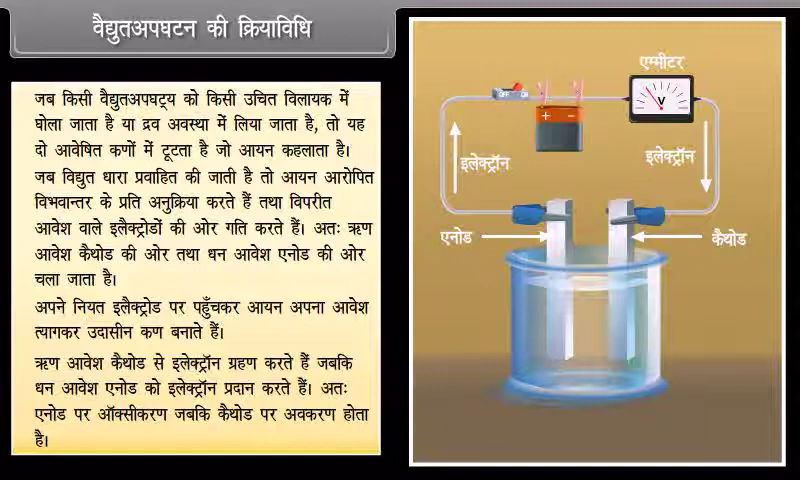 वैद्युतअपघटन की क्रियाविधि
जब किसी वैद्युतअपघट्य को किसी उचित विलायक में
घोला जाता है या द्रव अवस्था में लिया जाता है, तो यह
दो आवेषित कणों में टूटता है जो आयन कहलाता है।
जब विद्युत धारा प्रवाहित की जाती है तो आयन आरोपित
विभवान्तर के प्रति अनुक्रिया करते हैं तथा विपरीत
आवेश वाले इलैक्ट्रोडों की ओर गति करते हैं। अतः ऋण
आवेश कैथोड की ओर तथा धन आवेश एनोड की ओर
चला जाता है।
अपने नियत इलैक्ट्रोड पर पहुँचकर आयन अपना आवेश
त्यागकर उदासीन कण बनाते हैं।
ऋण आवेश कैथोड से इलेक्ट्रॉन ग्रहण करते हैं जबकि
धन आवेश एनोड को इलेक्ट्रॉन प्रदान करते हैं। अतः
एनोड पर ऑक्सीकरण जबकि कैथोड पर अवकरण होता
है।
एम्मीटर
OFF ON
+ −
V
इलेक्ट्रॉन
इलेक्ट्रॉन
एनोड
कैथोड